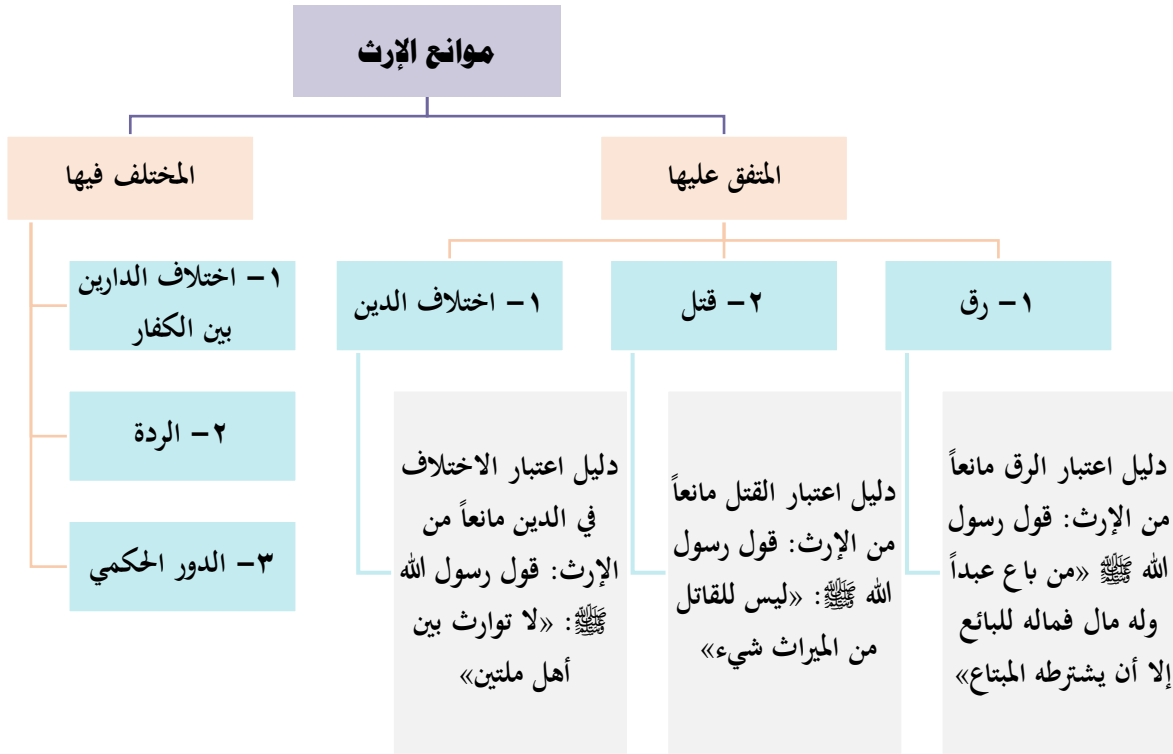 موانع الإرث
المتفق عليها
المختلف فيها
١– رق
٢– قتل
١– اختلاف الدين
دليل اعتبار الرق مانعاً
من الإرث: قول رسول
الله ﷺ «من باع عبداً
وله مال فماله للبائع
إلا أن يشترطه المبتاع»
دليل اعتبار القتل مانعاً
من الإرث: قول رسول
الله ﷺ: «ليس للقاتل
من الميراث شيء»
دليل اعتبار الاختلاف
في الدين مانعاً من
الإرث: قول رسول الله
ﷺ: «لا توارث بين
أهل ملتين»
١– اختلاف الدارين
بين الكفار
٢– الردة
٣– الدور الحكمي